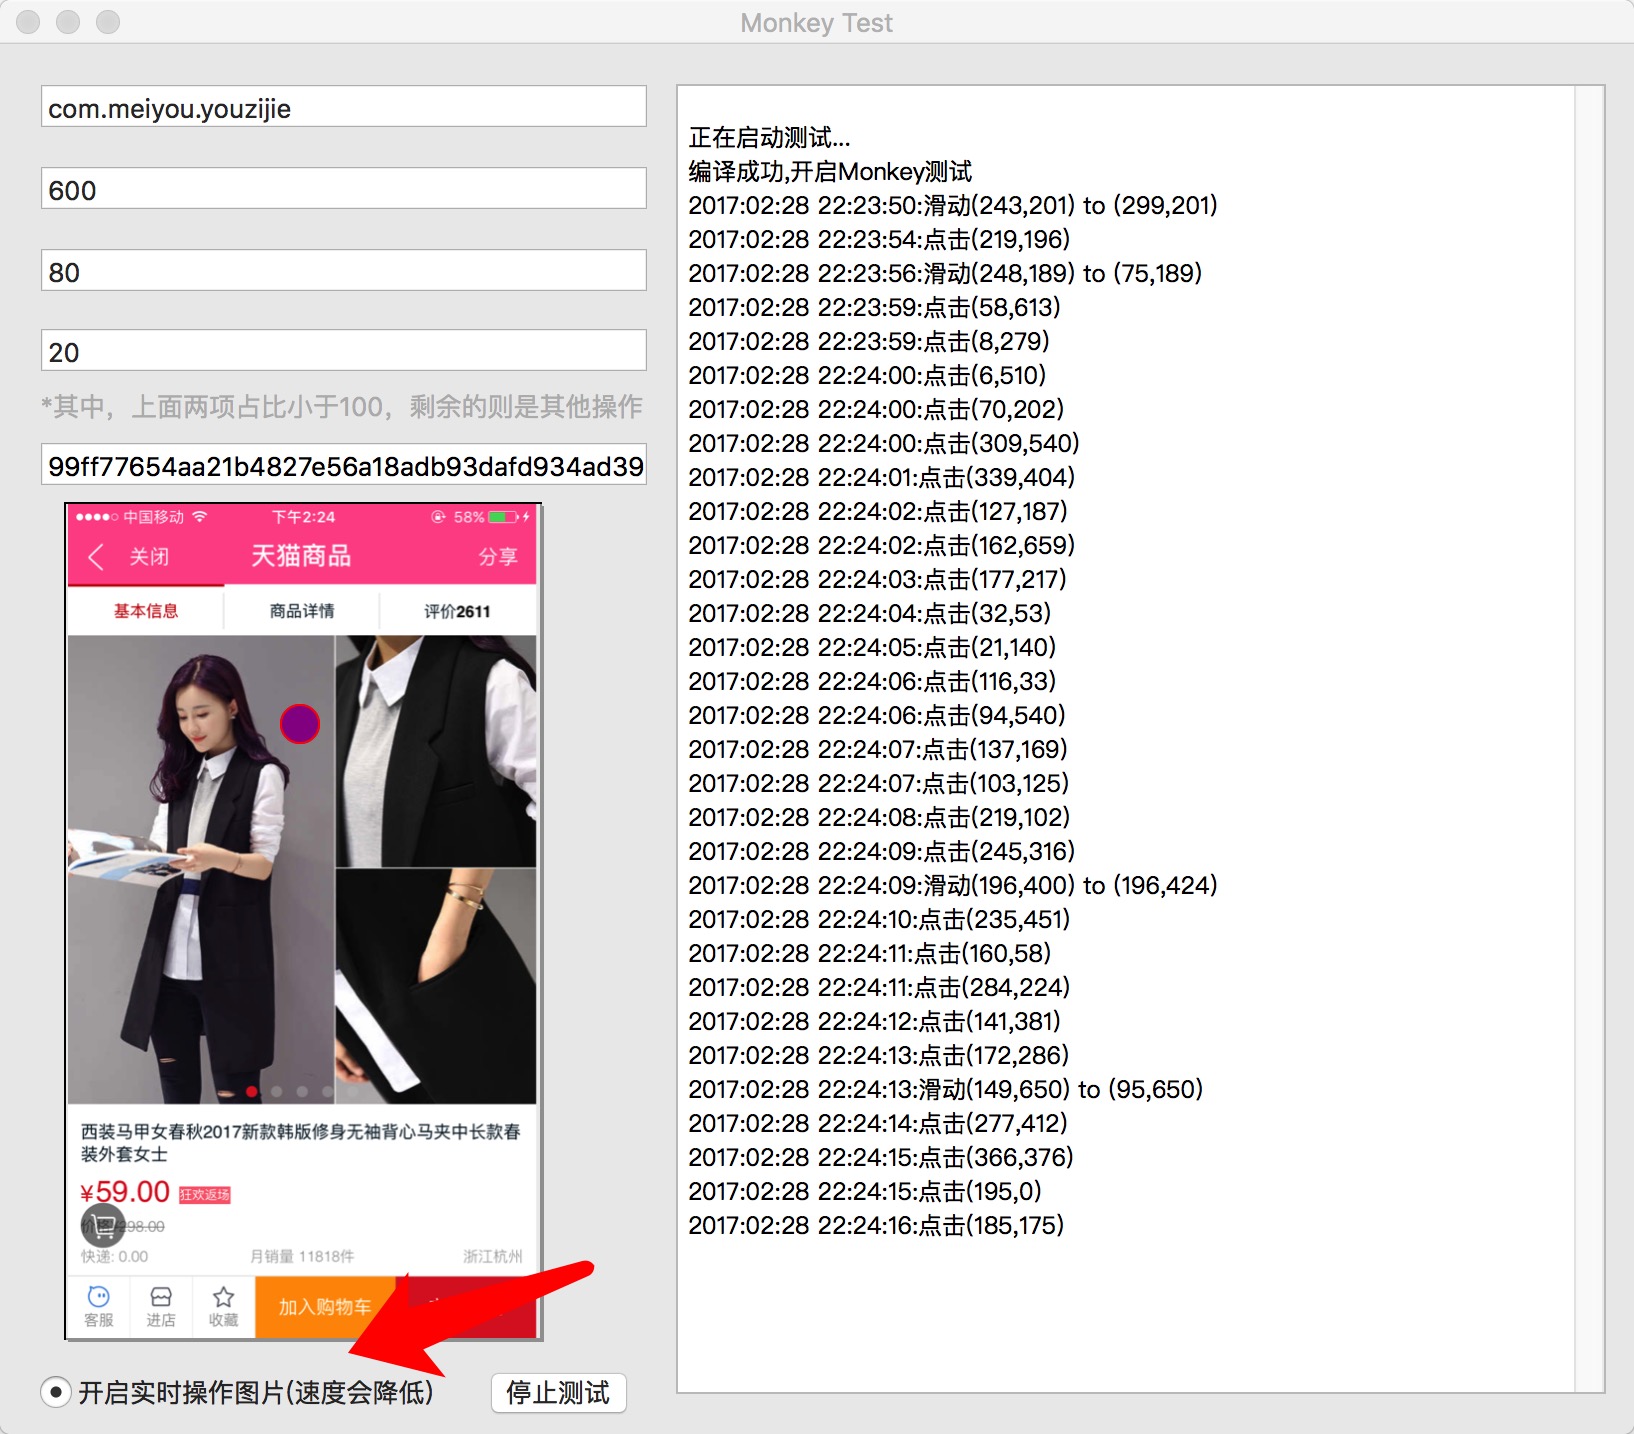 Monkey Test
com.meiyou.youzijie
600
80
20
*其中，上面两项占比小于100，剩余的则是其他操作
99ff77654aa21b4827e56a18adb93dafd934ad39
中国移动 下午2:24 58%
关闭 天猫商品 分享
基本信息 商品详情 评价2611
西装马甲女春秋2017新款韩版修身无袖背心马夹中长款春
装外套女士
¥59.00 狂欢返场
298.00
快递: 0.00 月销量 11818件 浙江杭州
客服 进店 收藏 加入购物车
开启实时操作图片(速度会降低) 停止测试
正在启动测试...
编译成功,开启Monkey测试
2017:02:28 22:23:50:滑动(243,201) to (299,201)
2017:02:28 22:23:54:点击(219,196)
2017:02:28 22:23:56:滑动(248,189) to (75,189)
2017:02:28 22:23:59:点击(58,613)
2017:02:28 22:23:59:点击(8,279)
2017:02:28 22:24:00:点击(6,510)
2017:02:28 22:24:00:点击(70,202)
2017:02:28 22:24:00:点击(309,540)
2017:02:28 22:24:01:点击(339,404)
2017:02:28 22:24:02:点击(127,187)
2017:02:28 22:24:02:点击(162,659)
2017:02:28 22:24:03:点击(177,217)
2017:02:28 22:24:04:点击(32,53)
2017:02:28 22:24:05:点击(21,140)
2017:02:28 22:24:06:点击(116,33)
2017:02:28 22:24:06:点击(94,540)
2017:02:28 22:24:07:点击(137,169)
2017:02:28 22:24:07:点击(103,125)
2017:02:28 22:24:08:点击(219,102)
2017:02:28 22:24:09:点击(245,316)
2017:02:28 22:24:09:滑动(196,400) to (196,424)
2017:02:28 22:24:10:点击(235,451)
2017:02:28 22:24:11:点击(160,58)
2017:02:28 22:24:11:点击(284,224)
2017:02:28 22:24:12:点击(141,381)
2017:02:28 22:24:13:点击(172,286)
2017:02:28 22:24:13:滑动(149,650) to (95,650)
2017:02:28 22:24:14:点击(277,412)
2017:02:28 22:24:15:点击(366,376)
2017:02:28 22:24:15:点击(195,0)
2017:02:28 22:24:16:点击(185,175)